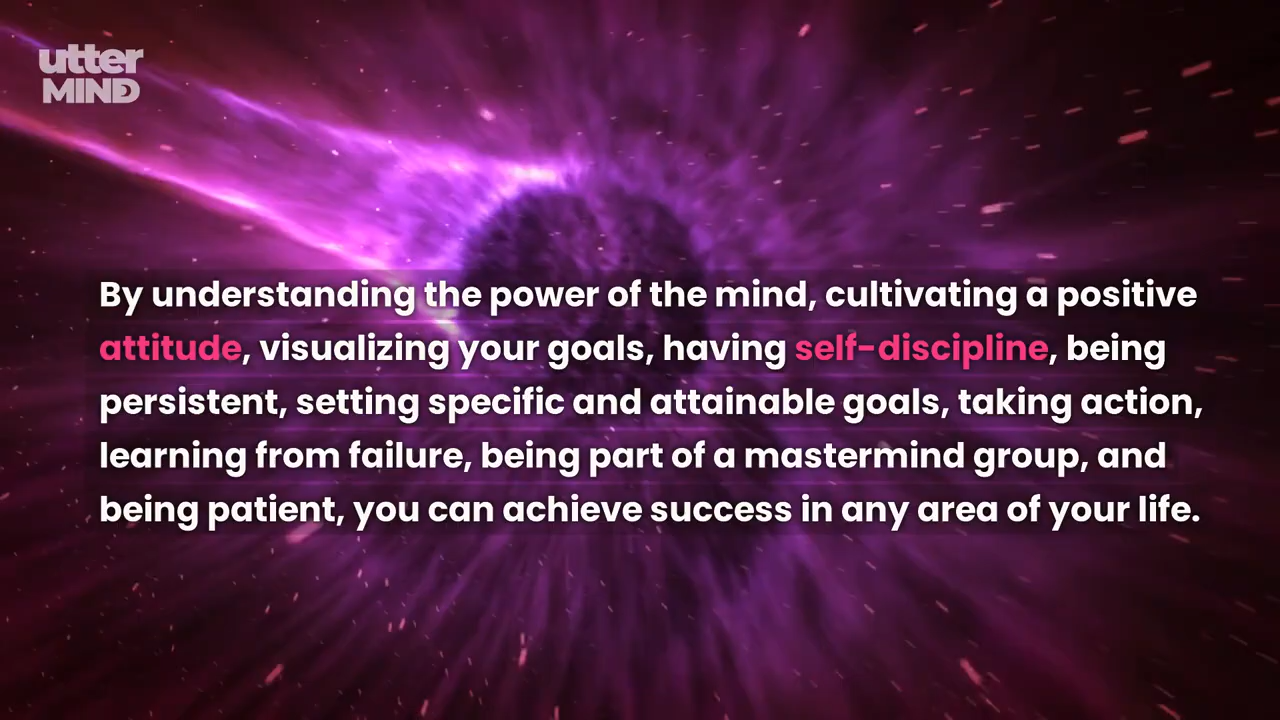 utter
MIND
By understanding the power of the mind, cultivating a positive
attitude, visualizing your goals, having self-discipline, being
persistent, setting specific and attainable goals, taking action,
learning from failure, being part of a mastermind group, and
being patient, you can achieve success in any area of your life.